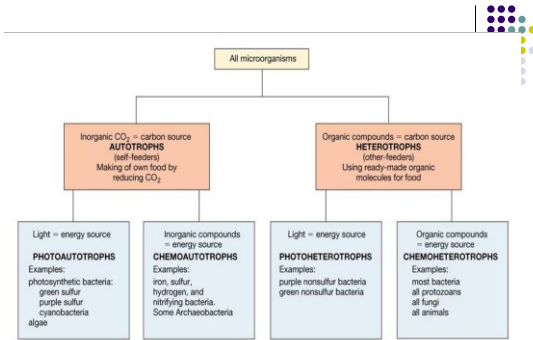 All microorganisms
Inorganic CO₂ = carbon source
AUTOTROPHS
(self-feeders)
Making of own food by
reducing CO₂
Organic compounds = carbon source
HETEROTROPHS
(other-feeders)
Using ready-made organic
molecules for food
Light = energy source
PHOTOAUTOTROPHS
Examples:
photosynthetic bacteria:
green sulfur
purple sulfur
cyanobacteria
algae
Inorganic compounds
= energy source
CHEMOAUTOTROPHS
Examples:
iron, sulfur,
hydrogen, and
nitrifying bacteria.
Some Archaeobacteria
Light = energy source
PHOTOHETEROTROPHS
Examples:
purple nonsulfur bacteria
green nonsulfur bacteria
Organic compounds
= energy source
CHEMOHETEROTROPHS
Examples:
most bacteria
all protozoans
all fungi
all animals